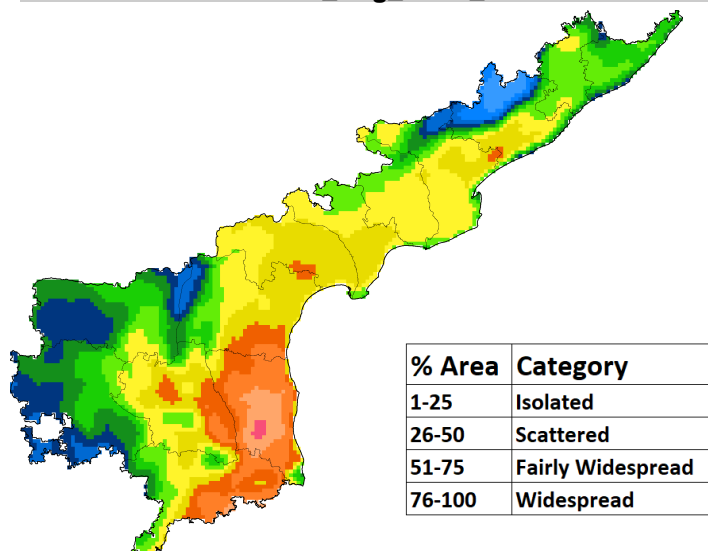 % Area Category
1-25 Isolated
26-50 Scattered
51-75 Fairly Widespread
76-100 Widespread